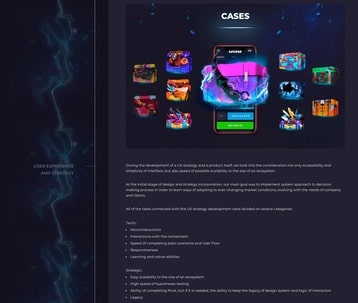 CASES
USER EXPERIENCE
AND STRATEGY
During the development of a UX strategy and a product itself, we took into the consideration not only accessibility and
simplicity of interface, but also speed of possible scalability to the size of an ecosystem.
At the initial stage of design and strategy incorporation, our main goal was to implement system approach to decision-
making process in order to learn ways of adapting to ever-changing market conditions, evolving with the needs of company
and clients.
All of the tasks connected with the UX strategy development were divided on several categories:
Tactic:
• Microinteractions
• Interactions with the component
• Speed of completing basic scenarios and User Flows
• Responsiveness
• Learning and native abilities
Strategic:
• Easy scalability to the size of an ecosystem
• High speed of hypothesis testing
• Ability of completing Pivot, but if it is needed, the ability to keep the legacy of design system and logic of interaction
• Legacy